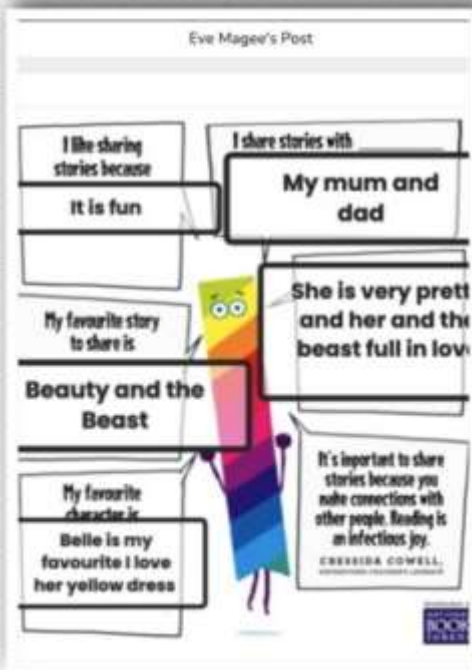 Eve Magee's Post
I like sharing
stories because
It is fun
I share stories with
My mum and
dad
My favourite story
to share is
Beauty and the
Beast
She is very prett
and her and the
beast full in lov
My favourite
character is
Belle is my
favourite I love
her yellow dress
It's important to share
stories because you
make connections with
other people. Reading is
an infectious joy.
CRESSIDA COWELL,
BOOK